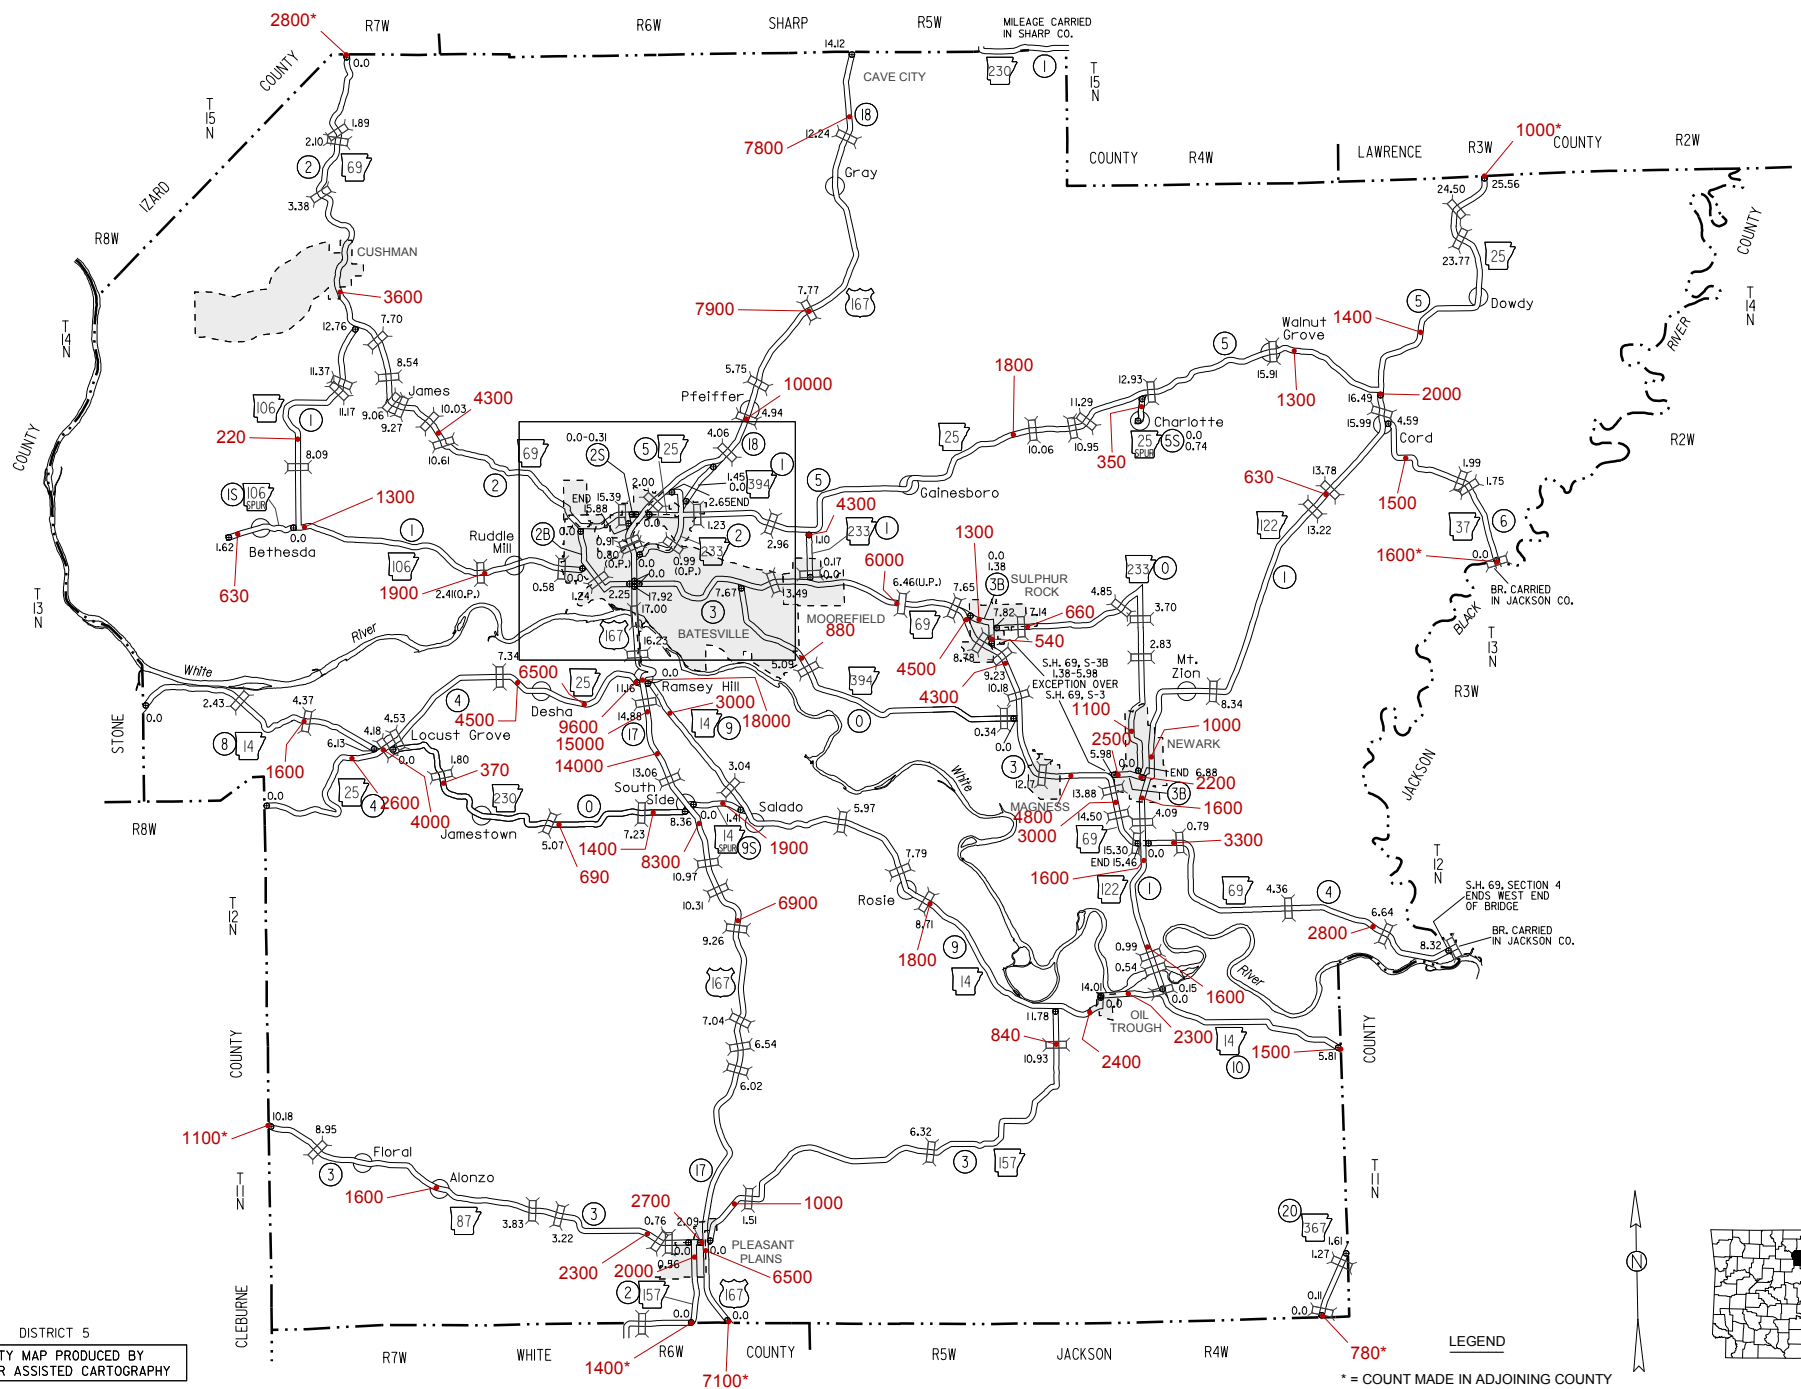 2800*
R7W
R6W
SHARP
R5W
MILEAGE CARRIED
IN SHARP CO.
14.12
0.0
COUNTY
CAVE CITY
230
1
T
15
N
T
15
N
7800
18
12.24
1.89
2.10
2
69
3.38
1000*
COUNTY
R4W
LAWRENCE
R3W
COUNTY
R2W
Gray
24.50
25.56
IZARD
R8W
CUSHMAN
23.77
25
COUNTY
3600
7.77
7900
167
5
Dowdy
T
14
N
T
14
N
12.76
7.70
Walnut
Grove
1400
RIVER
8.54
5.75
5
11.37
James
Pfeiffer
10000
1800
12.93
15.91
1300
2000
106
11.17
9.06
9.27
10.03
4300
4.94
11.29
16.49
4.59
1
220
10.61
0.0-0.31
4.06
18
25
10.06
10.95
Charlotte
25
SPUR
5S
0.0
0.74
350
15.99
Cord
R2W
COUNTY
8.09
69
2S
5
25
1
2.00
1.45
0.0
394
5
Gainesboro
13.78
1.99
1.75
1S
106
SPUR
1300
2
END
15.39
15.88
2.65END
4300
630
1500
6
37
0.0
1
Ruddle
Mill
2B
0.0
1.23
2
2.96
1.10
233
1
1300
122
13.22
1600*
0.0
1.62
Bethesda
0.80
(O.P.)
0.99
(O.P.)
233
0.17
0.0
6000
0.0
1.38
3B
SULPHUR
ROCK
233
0
1
BR. CARRIED
IN JACKSON CO.
106
1900
2.41(O.P.)
0.58
0.0
1.24
2.25
0.0
17.92
7.67
13.49
6.46(U.P.)
7.65
4.85
T
13
N
630
17.00
3
MOOREFIELD
69
7.82
7.14
660
3.70
BLACK
River
167
BATESVILLE
880
540
T
13
N
White
7.34
16.23
5.09
4500
8.78
9.23
S.H. 69, S-3B
1.38-5.98
EXCEPTION OVER
S.H. 69, S-3
2.83
Mt.
Zion
6500
25
0.0
394
4300
10.18
R3W
2.43
4.37
4
11.16
Ramsey Hill
0
1100
8.34
0.0
4500
Desha
3000
18000
0.34
0.0
2500
1000
STONE
4.53
9600
14.88
14
9
NEWARK
8
14
6.13
4.18
Locust Grove
15000
17
5.98
0.0
END 6.88
0.0
1.80
370
14000
3.04
White
3
2200
JACKSON
1600
25
4
2600
230
13.06
12.17
13.88
3B
1600
0.0
4000
0
South
Side
Salado
5.97
MAGNESS
4800
3000
14.50
4.09
R8W
Jamestown
7.23
8.36
0.0
1.41
69
0.79
3300
5.07
1400
14
SPUR
9S
1900
15.30
0.0
690
8300
7.79
END 15.46
T
12
N
10.97
1600
122
1
69
4.36
4
S.H. 69, SECTION 4
ENDS WEST END
OF BRIDGE
T
12
N
10.31
Rosie
6900
8.71
6.64
2800
BR. CARRIED
IN JACKSON CO.
9.26
1800
9
0.99
8.32
167
14
0.54
River
14.01
0.0
0.15
0.0
1600
7.04
11.78
OIL
TROUGH
2300
COUNTY
6.54
840
2400
14
10
1500
5.81
COUNTY
10.93
6.02
10.18
1100*
8.95
6.32
Floral
3
3
157
17
Alonzo
T
11
N
T
11
N
1600
2700
1000
87
3
0.76
2.09
1.51
20
3.83
3.22
0.0
0.0
PLEASANT
PLAINS
367
1.61
1.27
2300
2000
0.96
6500
N
2
157
167
0.11
CLEBURNE
0.0
0.0
0.0
DISTRICT 5
LEGEND
TY MAP PRODUCED BY
R ASSISTED CARTOGRAPHY
R7W
WHITE
R6W
COUNTY
R5W
JACKSON
R4W
780*
1400*
7100*
* = COUNT MADE IN ADJOINING COUNTY